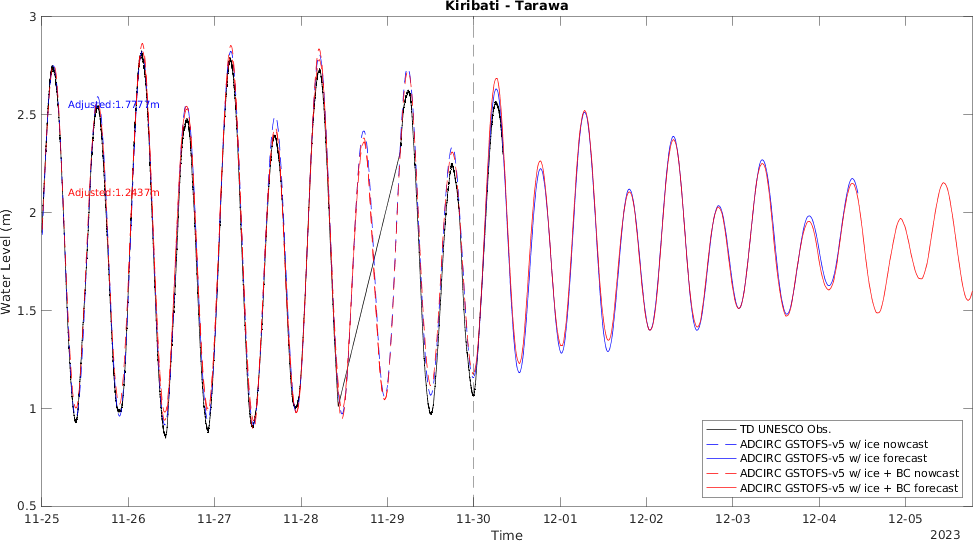 Kiribati - Tarawa
3
2.5
2
1.5
1
0.5
Water Level (m)
Adjusted:1.7777m
Adjusted:1.2437m
TD UNESCO Obs.
ADCIRC GSTOFS-v5 w/ ice nowcast
ADCIRC GSTOFS-v5 w/ ice forecast
ADCIRC GSTOFS-v5 w/ ice + BC nowcast
ADCIRC GSTOFS-v5 w/ ice + BC forecast
11-25 11-26 11-27 11-28 11-29 11-30 12-01 12-02 12-03 12-04 12-05
Time
2023